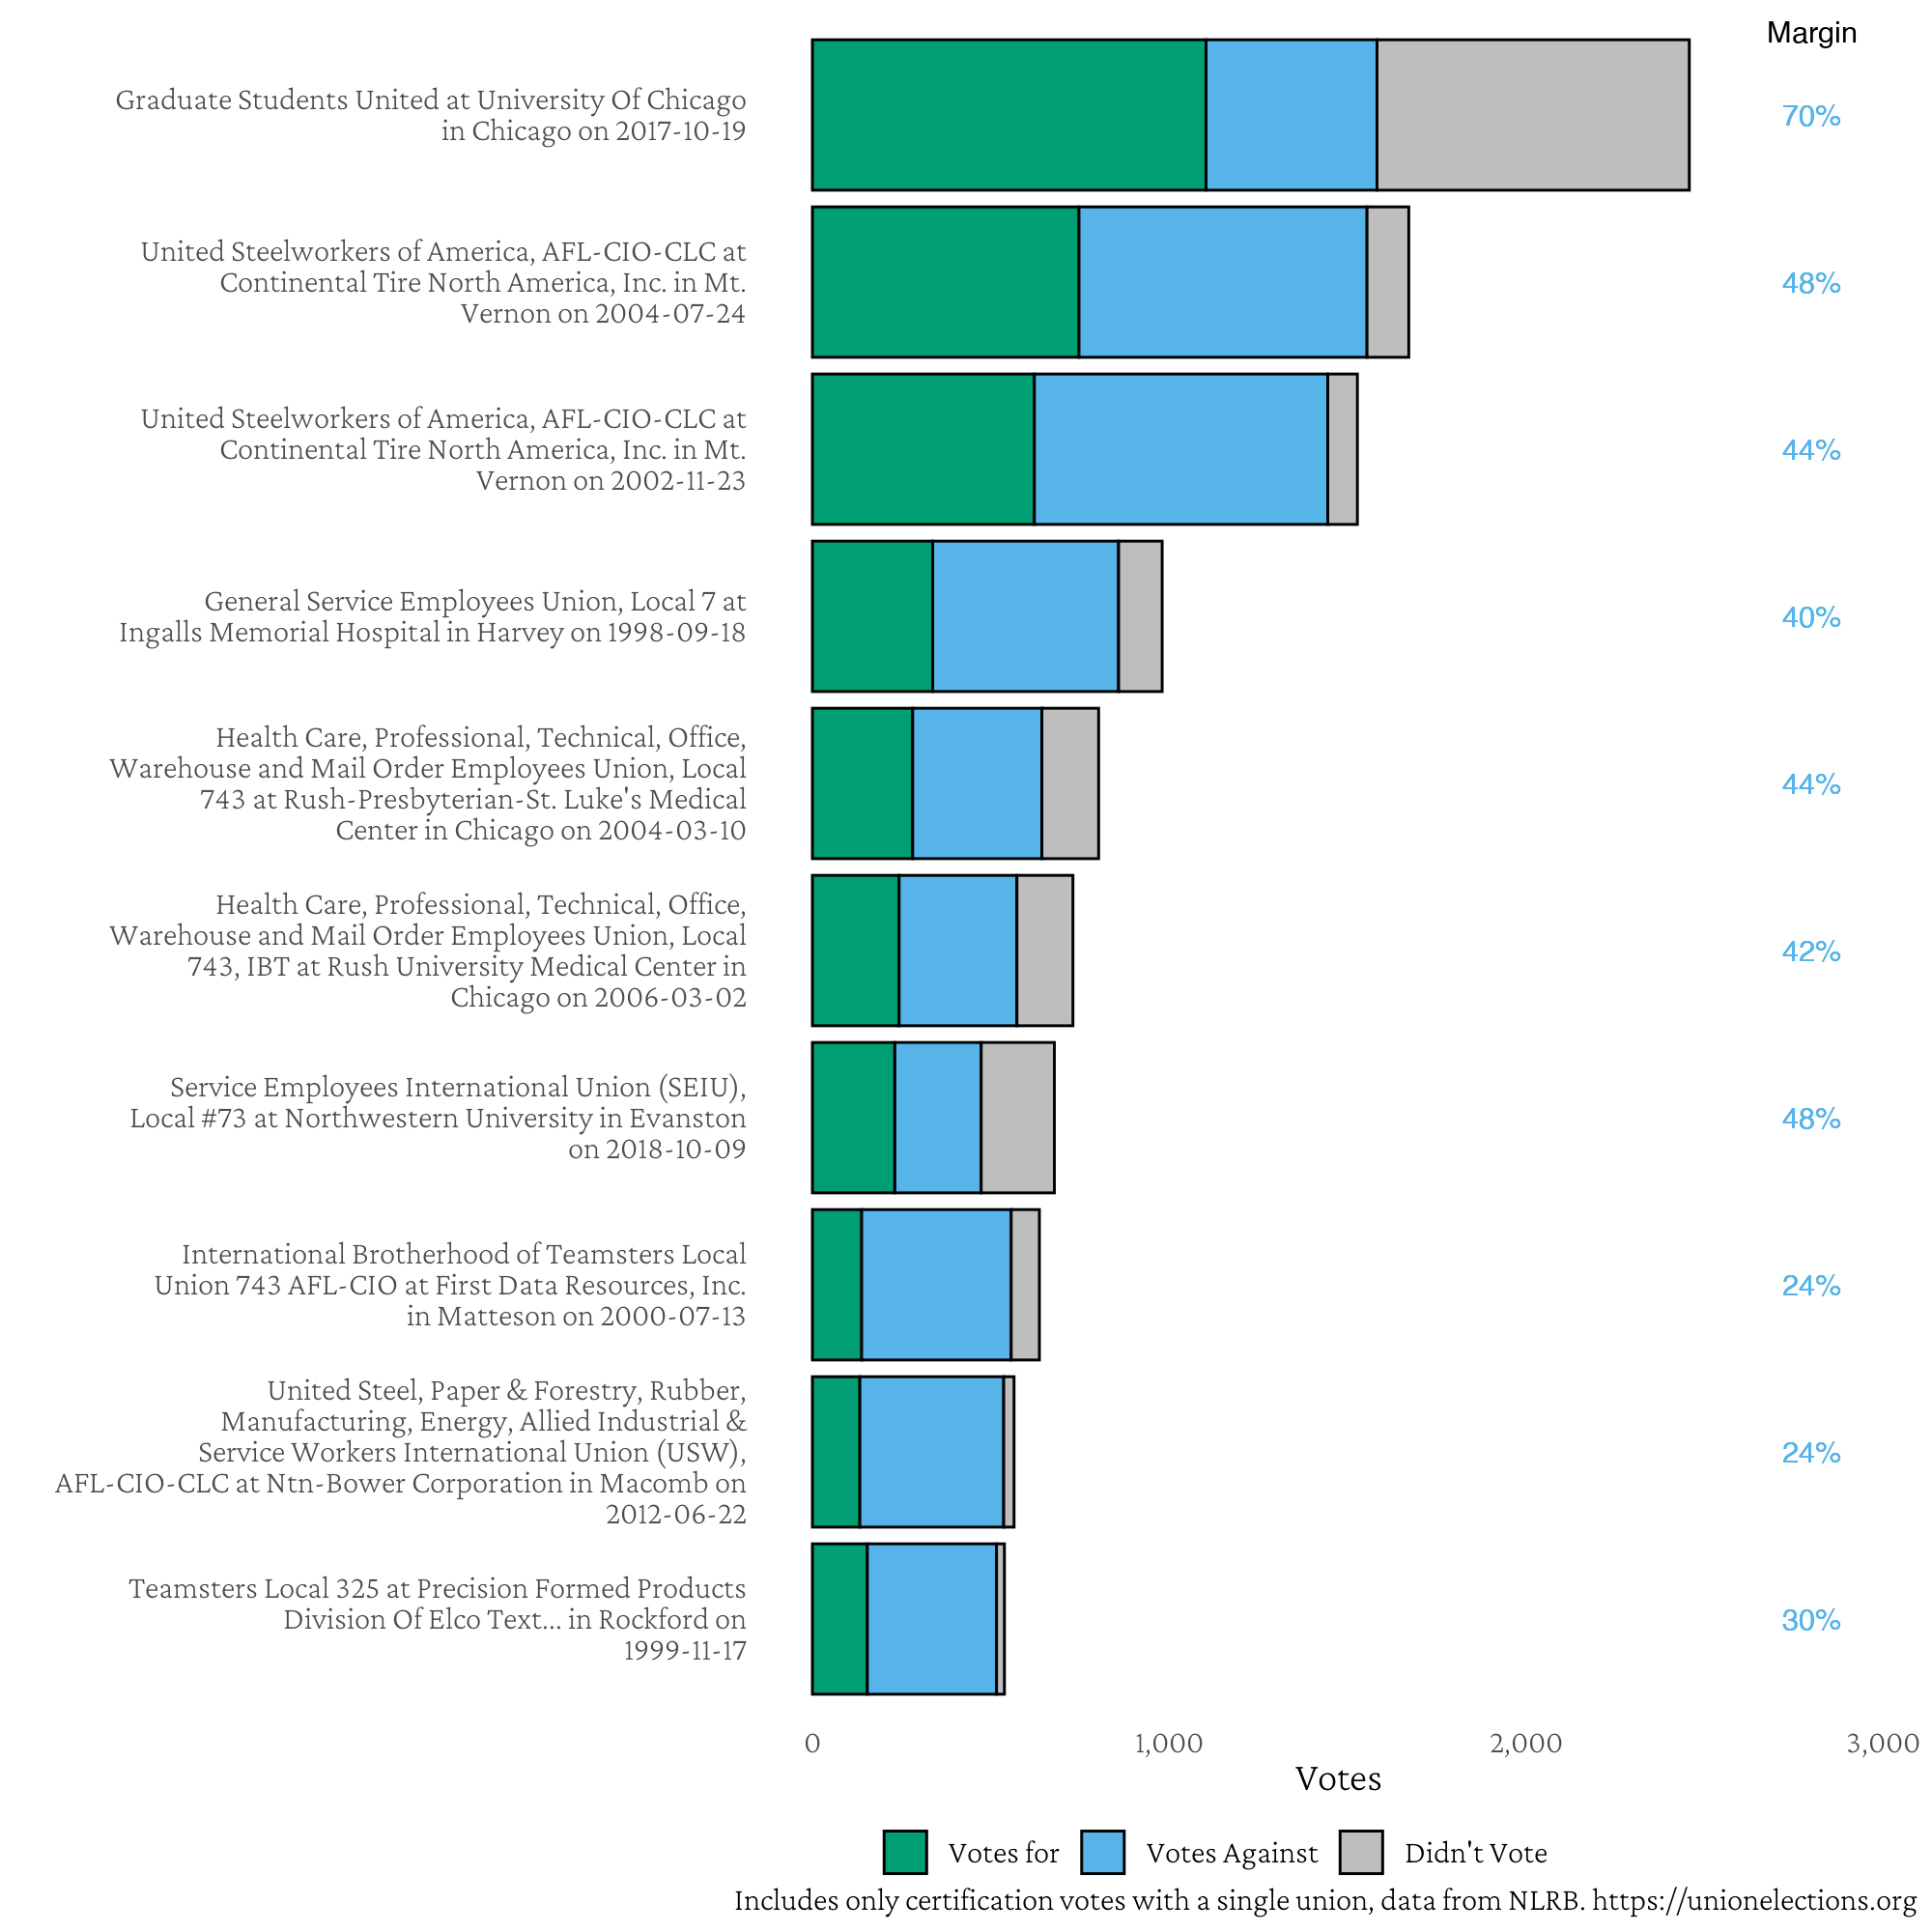 Margin
Graduate Students United at University Of Chicago
in Chicago on 2017-10-19
70%
United Steelworkers of America, AFL-CIO-CLC at
Continental Tire North America, Inc. in Mt.
Vernon on 2004-07-24
48%
United Steelworkers of America, AFL-CIO-CLC at
Continental Tire North America, Inc. in Mt.
Vernon on 2002-11-23
44%
General Service Employees Union, Local 7 at
Ingalls Memorial Hospital in Harvey on 1998-09-18
40%
Health Care, Professional, Technical, Office,
Warehouse and Mail Order Employees Union, Local
743 at Rush-Presbyterian-St. Luke's Medical
Center in Chicago on 2004-03-10
44%
Health Care, Professional, Technical, Office,
Warehouse and Mail Order Employees Union, Local
743, IBT at Rush University Medical Center in
Chicago on 2006-03-02
42%
Service Employees International Union (SEIU),
Local #73 at Northwestern University in Evanston
on 2018-10-09
48%
International Brotherhood of Teamsters Local
Union 743 AFL-CIO at First Data Resources, Inc.
in Matteson on 2000-07-13
24%
United Steel, Paper & Forestry, Rubber,
Manufacturing, Energy, Allied Industrial &
Service Workers International Union (USW),
AFL-CIO-CLC at Ntn-Bower Corporation in Macomb on
2012-06-22
24%
Teamsters Local 325 at Precision Formed Products
Division Of Elco Text... in Rockford on
1999-11-17
30%
0 1,000 2,000 3,000
Votes
Votes for Votes Against Didn't Vote
Includes only certification votes with a single union, data from NLRB. https://unionelections.org